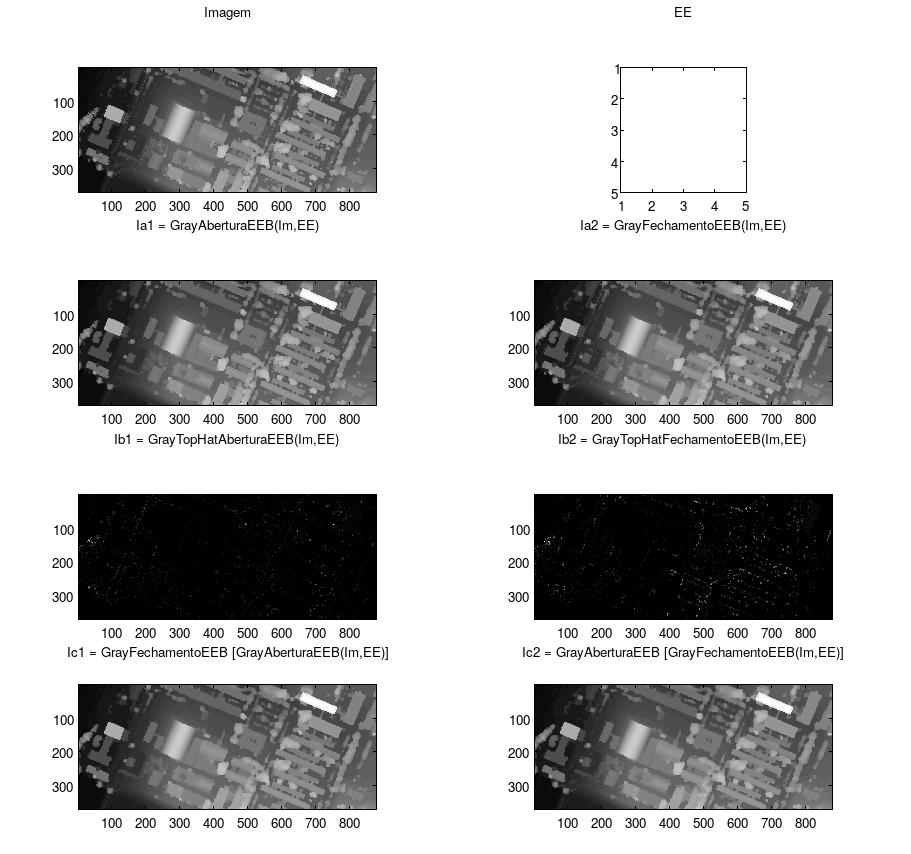 Imagem EE
100
200
300
100 200 300 400 500 600 700 800
1
2
3
4
5
1 2 3 4 5
Ia1 = GrayAberturaEEB(Im,EE) Ia2 = GrayFechamentoEEB(Im,EE)
100
200
300
100 200 300 400 500 600 700 800
100
200
300
100 200 300 400 500 600 700 800
Ib1 = GrayTopHatAberturaEEB(Im,EE) Ib2 = GrayTopHatFechamentoEEB(Im,EE)
100
200
300
100 200 300 400 500 600 700 800
100
200
300
100 200 300 400 500 600 700 800
Ic1 = GrayFechamentoEEB [GrayAberturaEEB(Im,EE)] Ic2 = GrayAberturaEEB [GrayFechamentoEEB(Im,EE)]
100
200
300
100 200 300 400 500 600 700 800
100
200
300
100 200 300 400 500 600 700 800